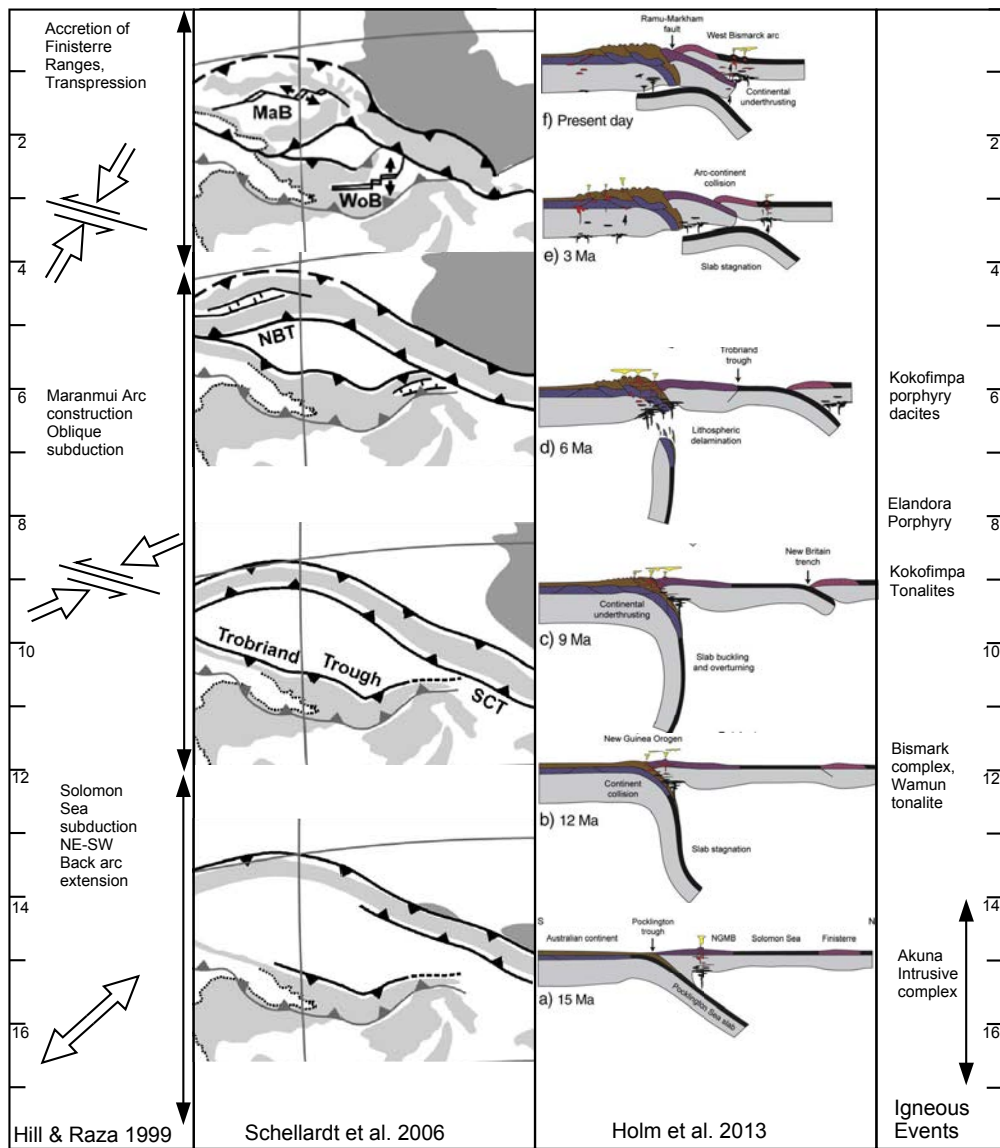 Accretion of
Finisterre
Ranges,
Transpression
2
4
Maranmui Arc
construction
Oblique
subduction
6
8
10
12
Solomon
Sea
subduction
NE-SW
Back arc
extension
14
16
Hill & Raza 1999
MaB
WoB
NBT
Trobriand Trough
SCT
Schellardt et al. 2006
Ramu-Markham
fault
West Bismarck arc
Continental
underthrusting
f) Present day
Arc-continent
collision
e) 3 Ma
Slab stagnation
Trobriand
trough
d) 6 Ma
Lithospheric
delamination
New Britain
trench
Continental
underthrusting
c) 9 Ma
Slab buckling
and overturning
New Guinea Orogen
Continent
collision
b) 12 Ma
Slab stagnation
S
N
Pocklington
trough
Australian continent
NGMB
Solomon Sea
Finisterre
a) 15 Ma
Pocklington Sea slab
Holm et al. 2013
2
4
Kokofimpa
porphyry
dacites
6
Elandora
Porphyry
8
Kokofimpa
Tonalites
10
Bismark
complex,
Wamun
tonalite
12
14
Akuna
Intrusive
complex
16
Igneous
Events